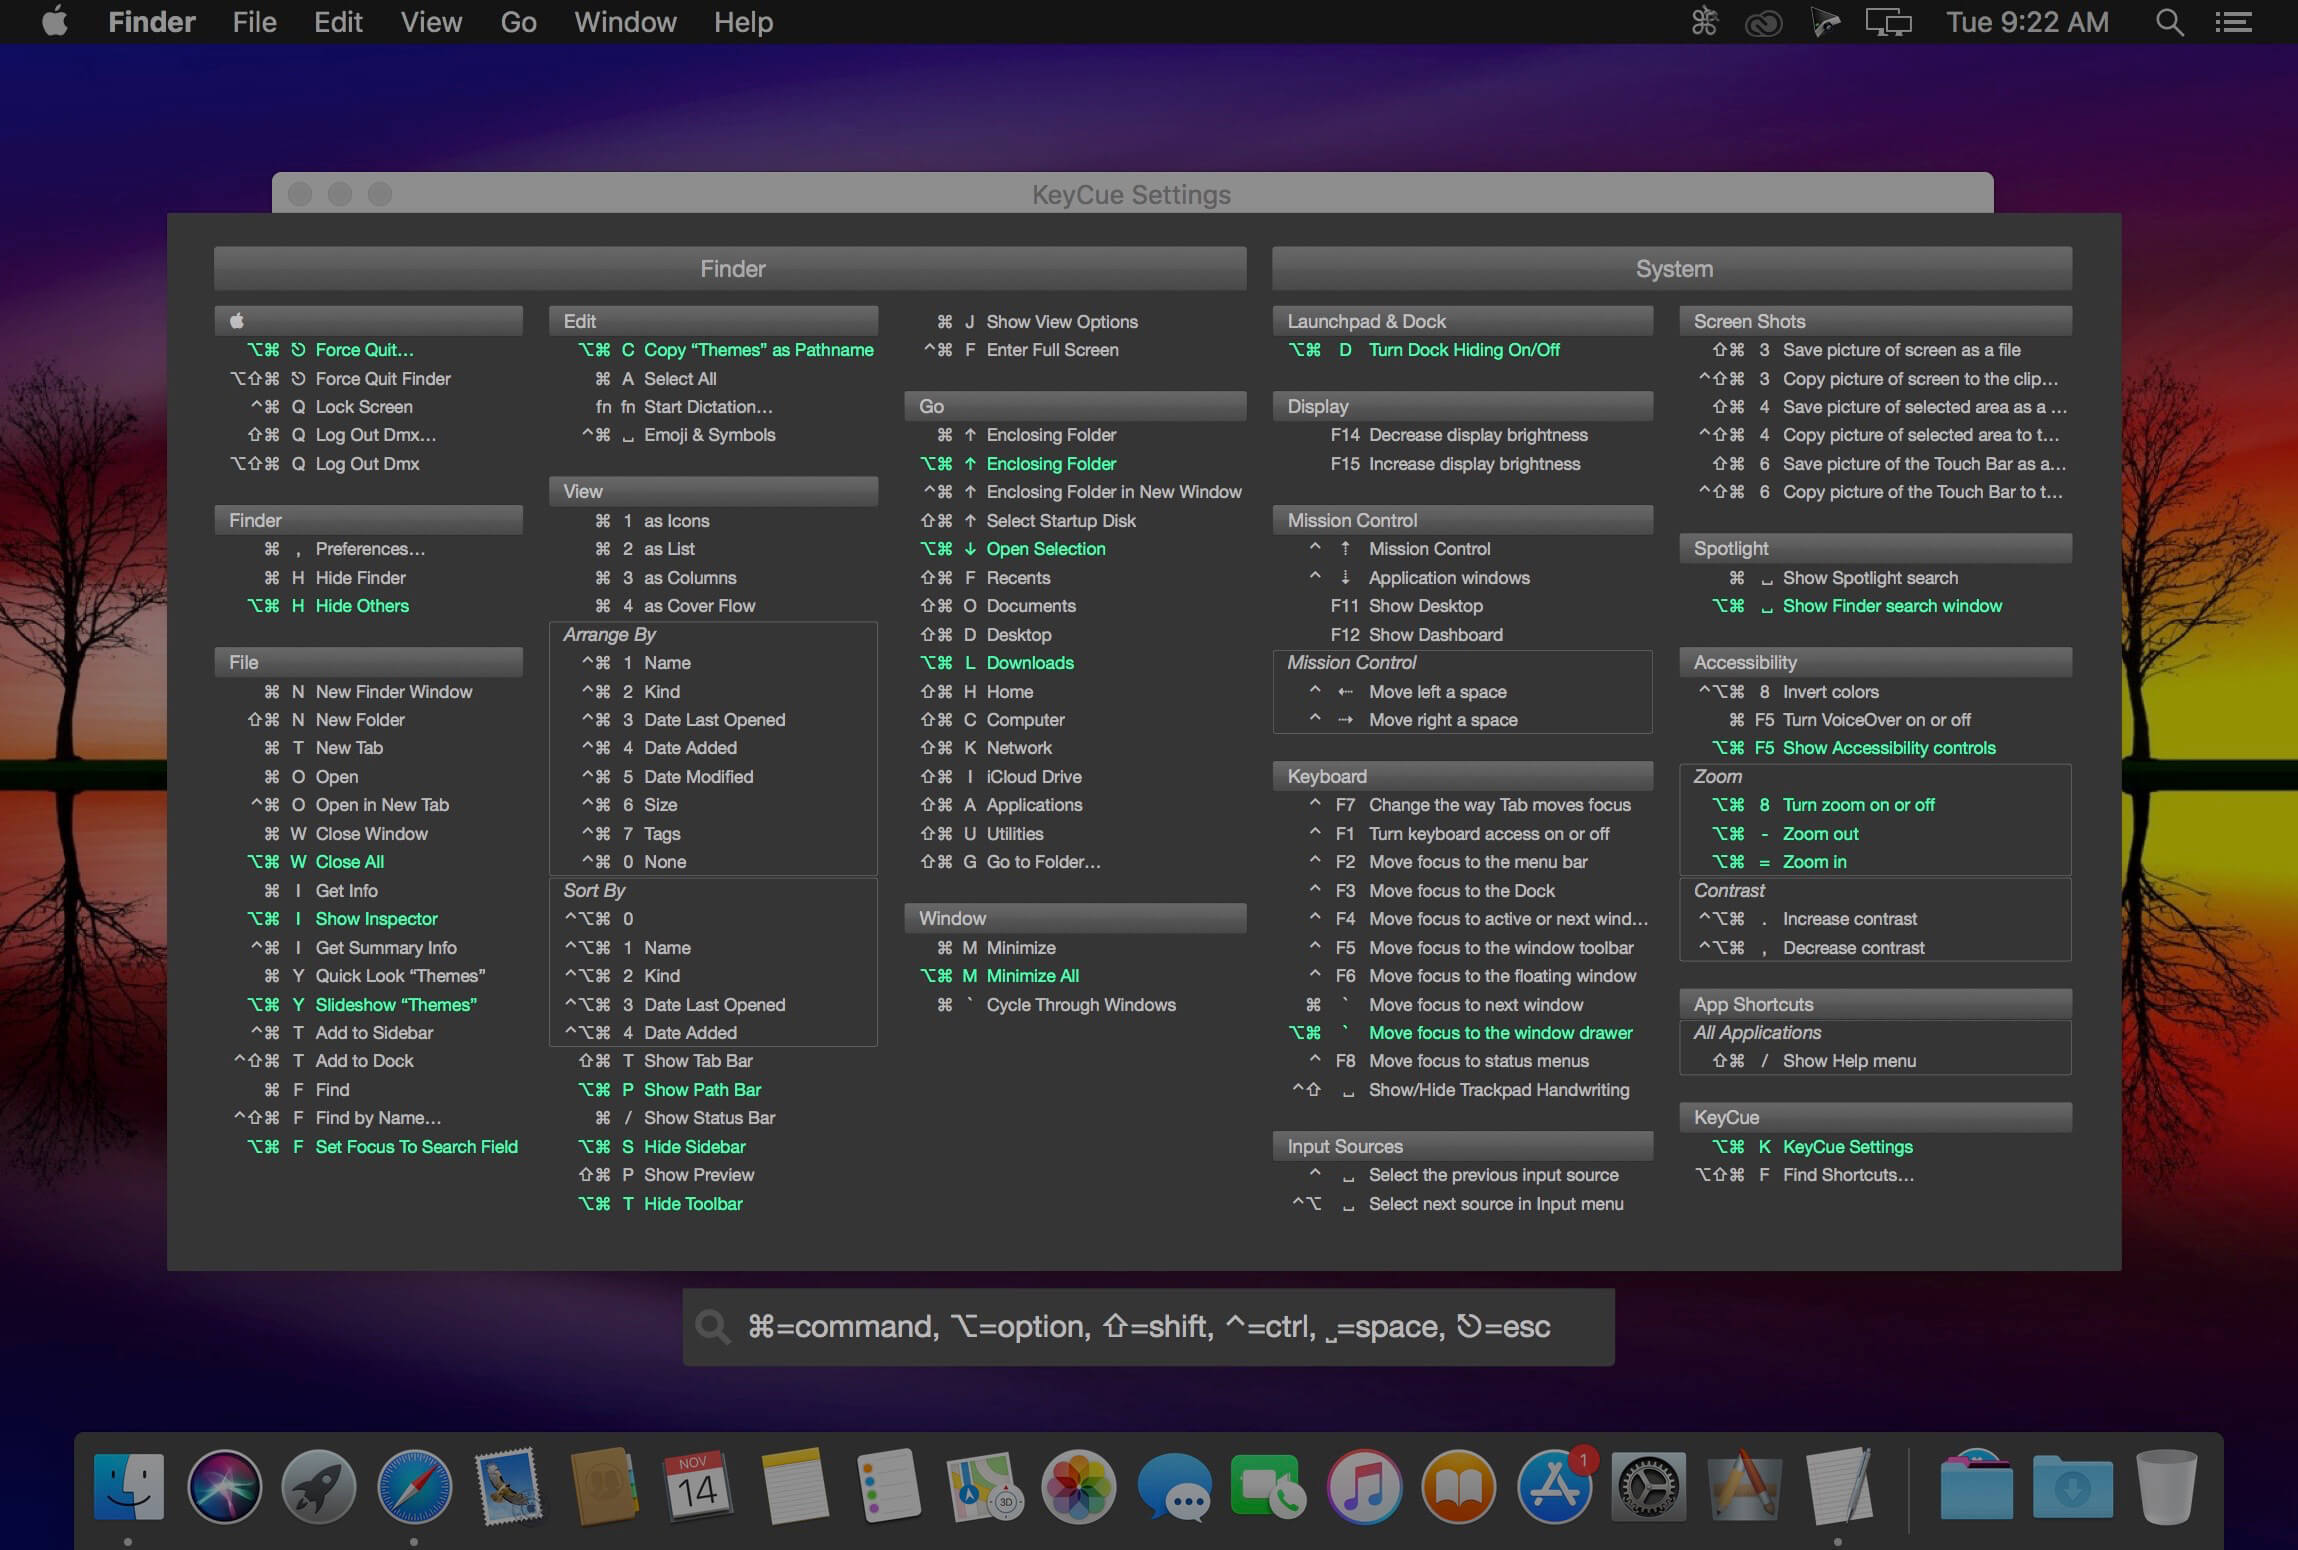 Finder File Edit View Go Window Help Tue 9:22 AM
KeyCue Settings
Finder

⌥⌘ ⎋ Force Quit…
⌥⇧⌘ ⎋ Force Quit Finder
^⌘ Q Lock Screen
⇧⌘ Q Log Out Dmx…
⌥⇧⌘ Q Log Out Dmx
Finder
⌘ , Preferences…
⌘ H Hide Finder
⌥⌘ H Hide Others
File
⌘ N New Finder Window
⇧⌘ N New Folder
⌘ T New Tab
⌘ O Open
^⌘ O Open in New Tab
⌘ W Close Window
⌥⌘ W Close All
⌘ I Get Info
⌥⌘ I Show Inspector
^⌘ I Get Summary Info
⌘ Y Quick Look “Themes”
⌥⌘ Y Slideshow “Themes”
^⌘ T Add to Sidebar
^⇧⌘ T Add to Dock
⌘ F Find
^⇧⌘ F Find by Name…
⌥⌘ F Set Focus To Search Field
Edit
⌥⌘ C Copy “Themes” as Pathname
⌘ A Select All
fn fn Start Dictation…
^⌘ ␣ Emoji & Symbols
View
⌘ 1 as Icons
⌘ 2 as List
⌘ 3 as Columns
⌘ 4 as Cover Flow
Arrange By
^⌘ 1 Name
^⌘ 2 Kind
^⌘ 3 Date Last Opened
^⌘ 4 Date Added
^⌘ 5 Date Modified
^⌘ 6 Size
^⌘ 7 Tags
^⌘ 0 None
Sort By
^⌥⌘ 0
^⌥⌘ 1 Name
^⌥⌘ 2 Kind
^⌥⌘ 3 Date Last Opened
^⌥⌘ 4 Date Added
⇧⌘ T Show Tab Bar
⌥⌘ P Show Path Bar
⌘ / Show Status Bar
⌥⌘ S Hide Sidebar
⇧⌘ P Show Preview
⌥⌘ T Hide Toolbar
⌘ J Show View Options
^⌘ F Enter Full Screen
Go
⌘ ↑ Enclosing Folder
⌥⌘ ↑ Enclosing Folder
^⌘ ↑ Enclosing Folder in New Window
⇧⌘ ↑ Select Startup Disk
⌥⌘ ↓ Open Selection
⇧⌘ F Recents
⇧⌘ O Documents
⇧⌘ D Desktop
⌥⌘ L Downloads
⇧⌘ H Home
⇧⌘ C Computer
⇧⌘ K Network
⇧⌘ I iCloud Drive
⇧⌘ A Applications
⇧⌘ U Utilities
⇧⌘ G Go to Folder…
Window
⌘ M Minimize
⌥⌘ M Minimize All
⌘ ` Cycle Through Windows
System
Launchpad & Dock
⌥⌘ D Turn Dock Hiding On/Off
Display
F14 Decrease display brightness
F15 Increase display brightness
Mission Control
^ ⇡ Mission Control
^ ⇣ Application windows
F11 Show Desktop
F12 Show Dashboard
Mission Control
^ ⇠ Move left a space
^ ⇢ Move right a space
Keyboard
^ F7 Change the way Tab moves focus
^ F1 Turn keyboard access on or off
^ F2 Move focus to the menu bar
^ F3 Move focus to the Dock
^ F4 Move focus to active or next wind…
^ F5 Move focus to the window toolbar
^ F6 Move focus to the floating window
⌘ ` Move focus to next window
⌥⌘ ` Move focus to the window drawer
^ F8 Move focus to status menus
^⇧ ␣ Show/Hide Trackpad Handwriting
Input Sources
^ ␣ Select the previous input source
^⌥ ␣ Select next source in Input menu
Screen Shots
⇧⌘ 3 Save picture of screen as a file
^⇧⌘ 3 Copy picture of screen to the clip…
⇧⌘ 4 Save picture of selected area as a …
^⇧⌘ 4 Copy picture of selected area to t…
⇧⌘ 6 Save picture of the Touch Bar as a…
^⇧⌘ 6 Copy picture of the Touch Bar to t…
Spotlight
⌘ ␣ Show Spotlight search
⌥⌘ ␣ Show Finder search window
Accessibility
^⌥⌘ 8 Invert colors
⌘ F5 Turn VoiceOver on or off
⌥⌘ F5 Show Accessibility controls
Zoom
⌥⌘ 8 Turn zoom on or off
⌥⌘ - Zoom out
⌥⌘ = Zoom in
Contrast
^⌥⌘ . Increase contrast
^⌥⌘ , Decrease contrast
App Shortcuts
All Applications
⇧⌘ / Show Help menu
KeyCue
⌥⌘ K KeyCue Settings
⌥⇧⌘ F Find Shortcuts…
⌘=command, ⌥=option, ⇧=shift, ^=ctrl, ␣=space, ⎋=esc
NOV
14
3D
1